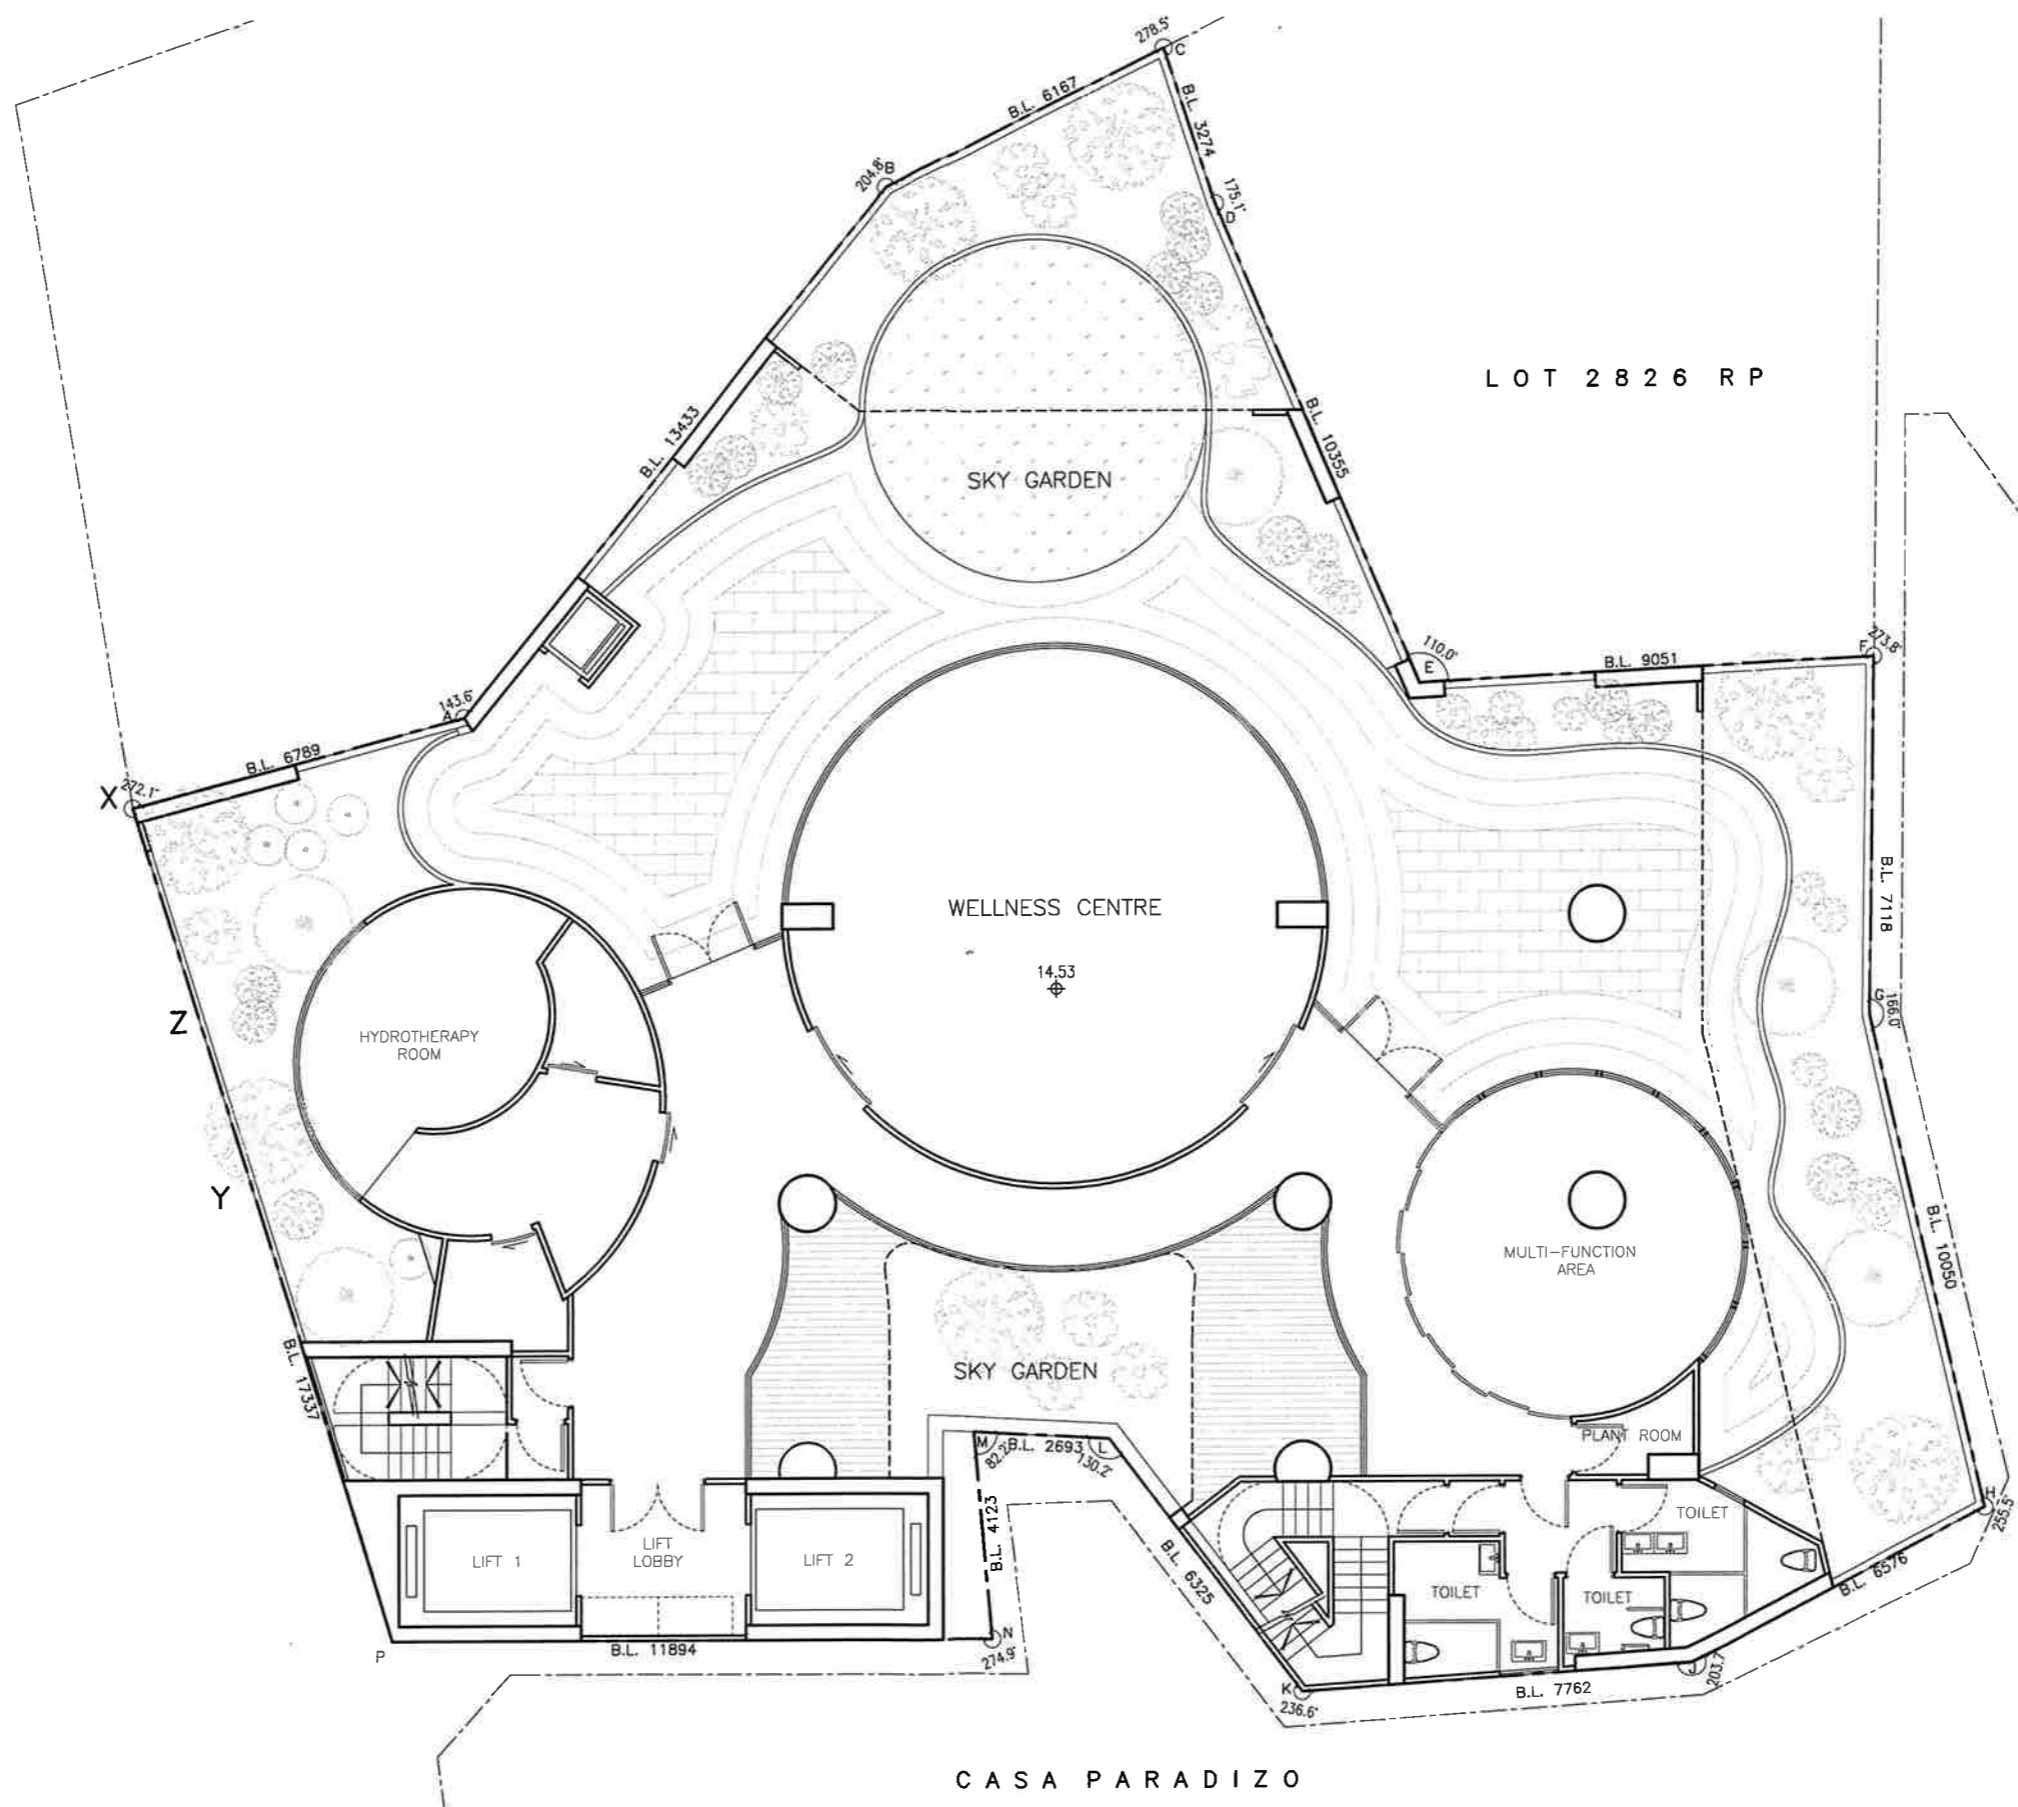 278.5°
C
B.L. 6167
B.L. 3274
204.8°
B
175.1°
D
LOT 2826 RP
B.L. 13433
B.L. 10355
SKY GARDEN
110.0°
E
B.L. 9051
F
273.8°
143.6°
A
B.L. 6789
X
272.1°
B.L. 7118
WELLNESS CENTRE
14.53
G
166.0°
Z
HYDROTHERAPY
ROOM
Y
B.L. 10050
MULTI-FUNCTION
AREA
B.L. 17337
SKY GARDEN
PLANT ROOM
M
82.2°
B.L. 2693
L
130.2°
H
255.5°
TOILET
B.L. 4123
LIFT 1
LIFT
LOBBY
LIFT 2
B.L. 6325
TOILET
TOILET
B.L. 6576
P
B.L. 11894
N
274.9°
J
203.7°
K
236.6°
B.L. 7762
CASA PARADIZO